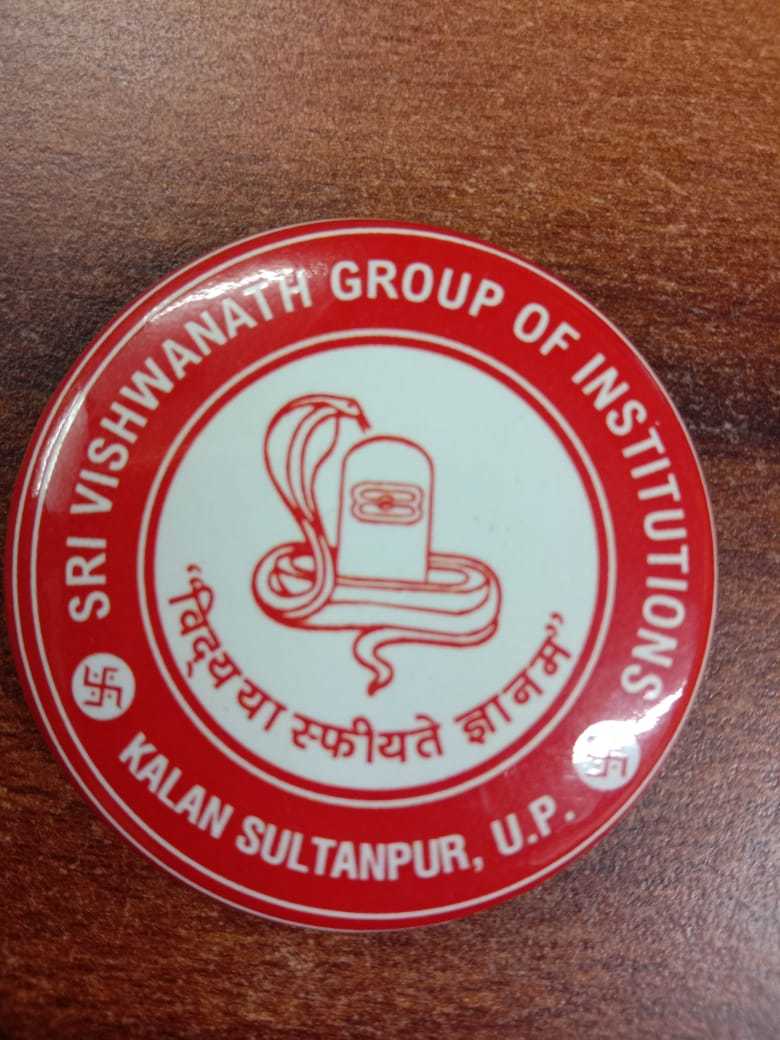 SRI VISHWANATH GROUP OF INSTITUTIONS
“विद्यया स्फीयते ज्ञानम”
KALAN SULTANPUR, U.P.